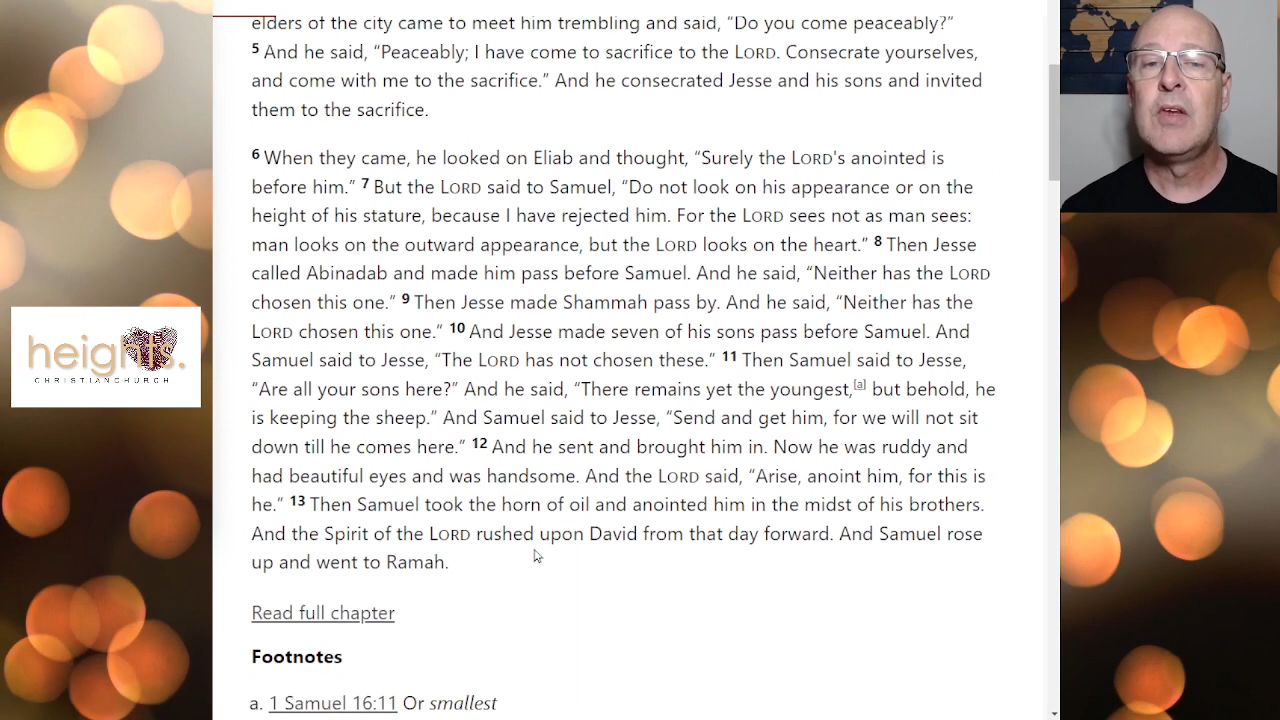 elders of the city came to meet him trembling and said, “Do you come peaceably?”
5 And he said, “Peaceably; I have come to sacrifice to the LORD. Consecrate yourselves,
and come with me to the sacrifice.” And he consecrated Jesse and his sons and invited
them to the sacrifice.
6 When they came, he looked on Eliab and thought, “Surely the LORD's anointed is
before him.” 7 But the LORD said to Samuel, “Do not look on his appearance or on the
height of his stature, because I have rejected him. For the LORD sees not as man sees:
man looks on the outward appearance, but the LORD looks on the heart.” 8 Then Jesse
called Abinadab and made him pass before Samuel. And he said, “Neither has the LORD
chosen this one.” 9 Then Jesse made Shammah pass by. And he said, “Neither has the
LORD chosen this one.” 10 And Jesse made seven of his sons pass before Samuel. And
Samuel said to Jesse, “The LORD has not chosen these.” 11 Then Samuel said to Jesse,
“Are all your sons here?” And he said, “There remains yet the youngest,[a] but behold, he
is keeping the sheep.” And Samuel said to Jesse, “Send and get him, for we will not sit
down till he comes here.” 12 And he sent and brought him in. Now he was ruddy and
had beautiful eyes and was handsome. And the LORD said, “Arise, anoint him, for this is
he.” 13 Then Samuel took the horn of oil and anointed him in the midst of his brothers.
And the Spirit of the LORD rushed upon David from that day forward. And Samuel rose
up and went to Ramah.
Read full chapter
Footnotes
a. 1 Samuel 16:11 Or smallest
heights.
CHRISTIANCHURCH